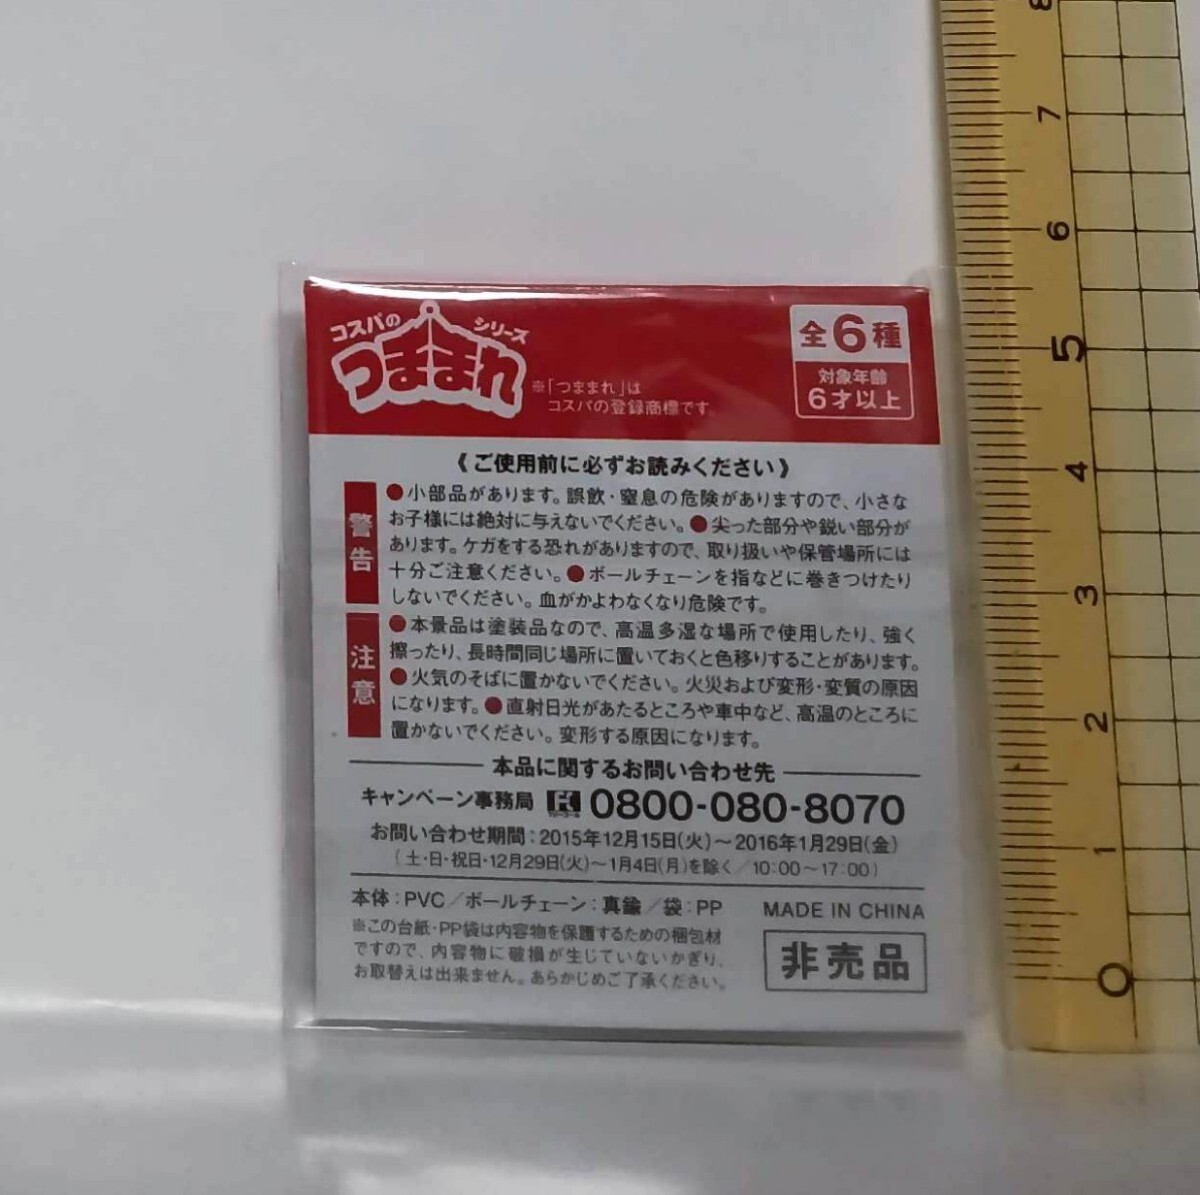 コスパの
シリーズ
つままれ
※「つままれ」は
コスパの登録商標です。
全6種
対象年齢
6才以上
《ご使用前に必ずお読みください》
警告
●小部品があります。誤飲・窒息の危険がありますので、小さな
お子様には絶対に与えないでください。●尖った部分や鋭い部分が
あります。ケガをする恐れがありますので、取り扱いや保管場所には
十分ご注意ください。●ボールチェーンを指などに巻きつけたり
しないでください。血がかよわなくなり危険です。
注意
●本景品は塗装品なので、高温多湿な場所で使用したり、強く
擦ったり、長時間同じ場所に置いておくと色移りすることがあります。
●火気のそばに置かないでください。火災および変形・変質の原因
になります。●直射日光があたるところや車中など、高温のところに
置かないでください。変形する原因になります。
本品に関するお問い合わせ先
キャンペーン事務局 0800-080-8070
お問い合わせ期間：2015年12月15日(火)～2016年1月29日(金)
(土・日・祝日・12月29日(火)～1月4日(月)を除く／10:00～17:00)
本体：PVC／ボールチェーン：真鍮／袋：PP
MADE IN CHINA
※この台紙・PP袋は内容物を保護するための梱包材
ですので、内容物に破損が生じていないかぎり、
お取替えは出来ません。あらかじめご了承ください。
非売品
8
7
6
5
4
3
2
1
0